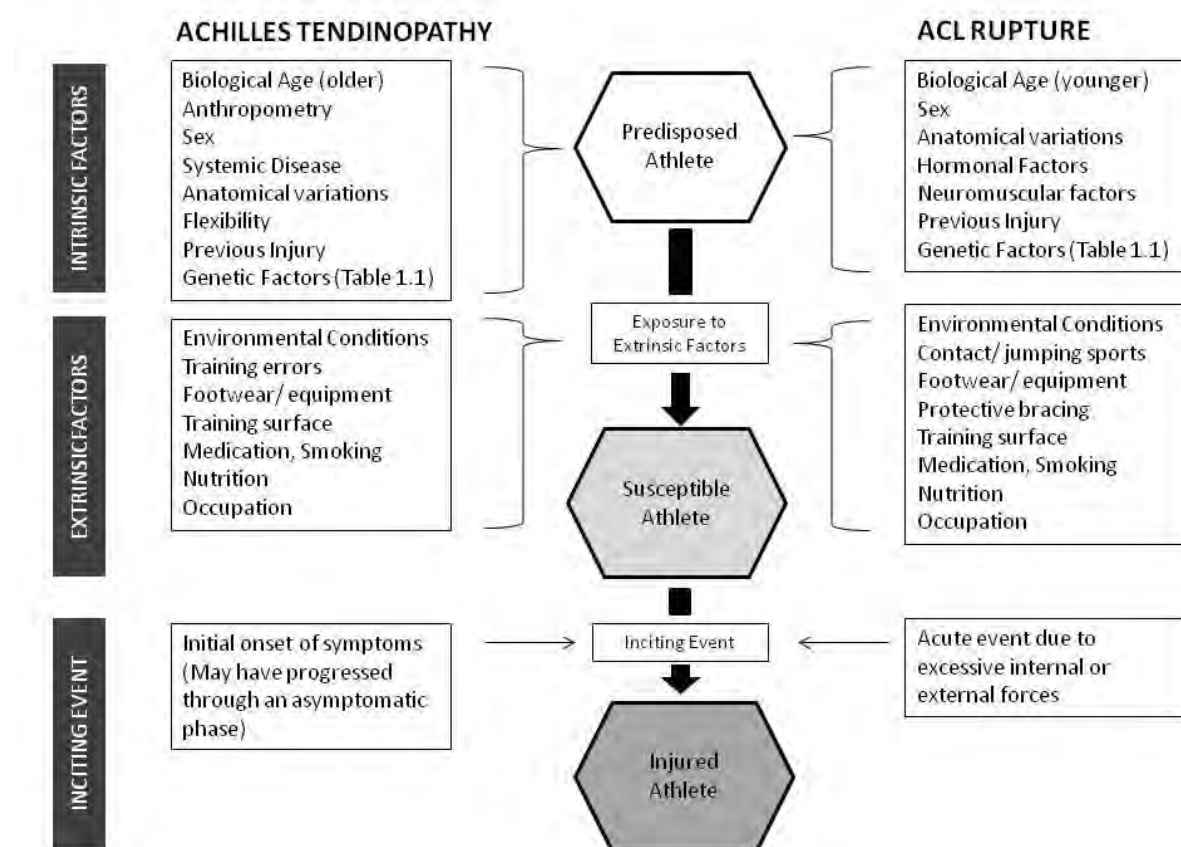 ACHILLES TENDINOPATHY
ACL RUPTURE
INTRINSIC FACTORS
Biological Age (older)
Anthropometry
Sex
Systemic Disease
Anatomical variations
Flexibility
Previous Injury
Genetic Factors (Table 1.1)
Predisposed
Athlete
Biological Age (younger)
Sex
Anatomical variations
Hormonal Factors
Neuromuscular factors
Previous Injury
Genetic Factors (Table 1.1)
EXTRINSIC FACTORS
Environmental Conditions
Training errors
Footwear/ equipment
Training surface
Medication, Smoking
Nutrition
Occupation
Exposure to
Extrinsic Factors
Susceptible
Athlete
Environmental Conditions
Contact/ jumping sports
Footwear/ equipment
Protective bracing
Training surface
Medication, Smoking
Nutrition
Occupation
INCITING EVENT
Initial onset of symptoms
(May have progressed
through an asymptomatic
phase)
Inciting Event
Injured
Athlete
Acute event due to
excessive internal or
external forces